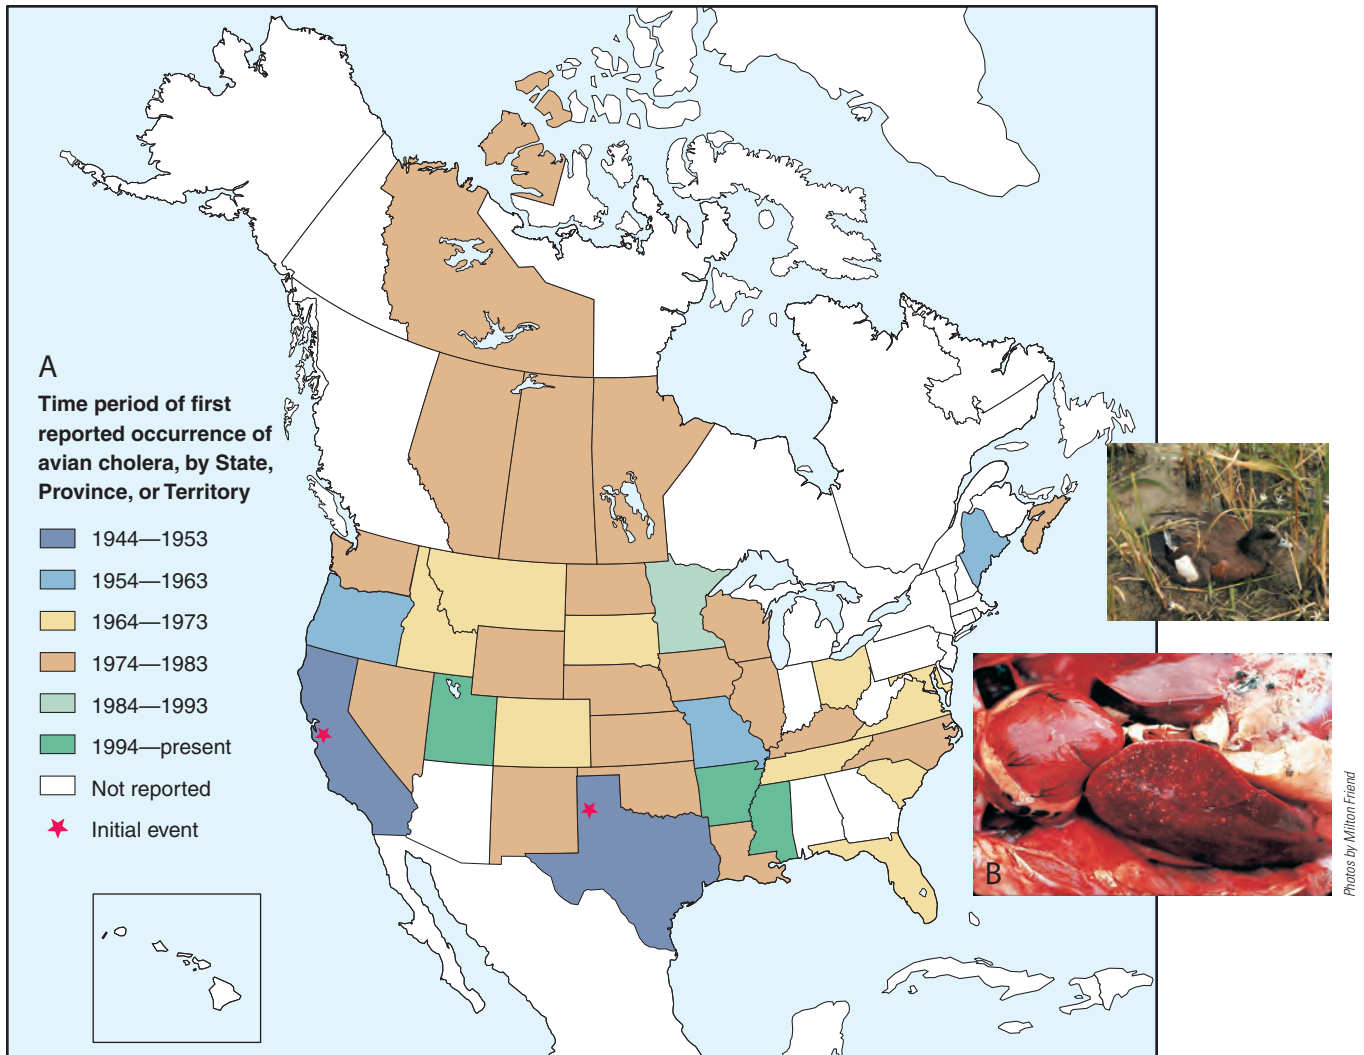 A
Time period of first
reported occurrence of
avian cholera, by State,
Province, or Territory
1944—1953
1954—1963
1964—1973
1974—1983
1984—1993
1994—present
Not reported
Initial event
B
Photos by Milton Friend